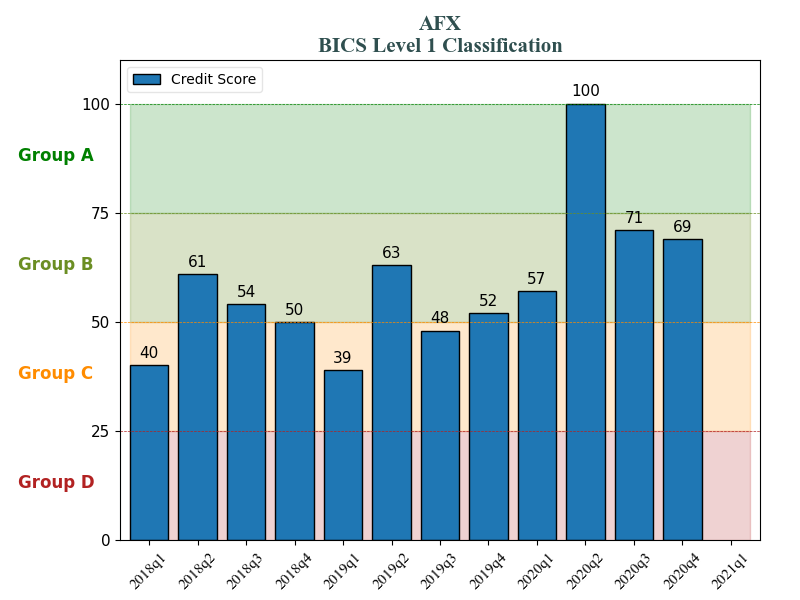 AFX
BICS Level 1 Classification
Credit Score
100
75
50
25
0
Group A
Group B
Group C
Group D
40
61
54
50
39
63
48
52
57
100
71
69
2018q1
2018q2
2018q3
2018q4
2019q1
2019q2
2019q3
2019q4
2020q1
2020q2
2020q3
2020q4
2021q1